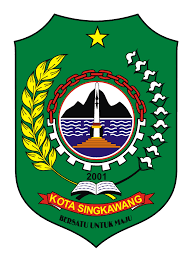 2001
KOTA SINGKAWANG
BERSATU UNTUK MAJU